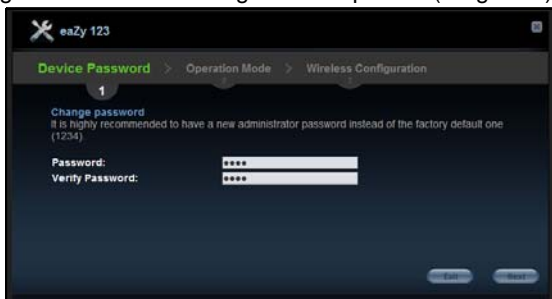 eaZy 123
Device Password > Operation Mode > Wireless Configuration
1
Change password
It is highly recommended to have a new administrator password instead of the factory default one
(1234).
Password: ••••
Verify Password: ••••
Exit Next